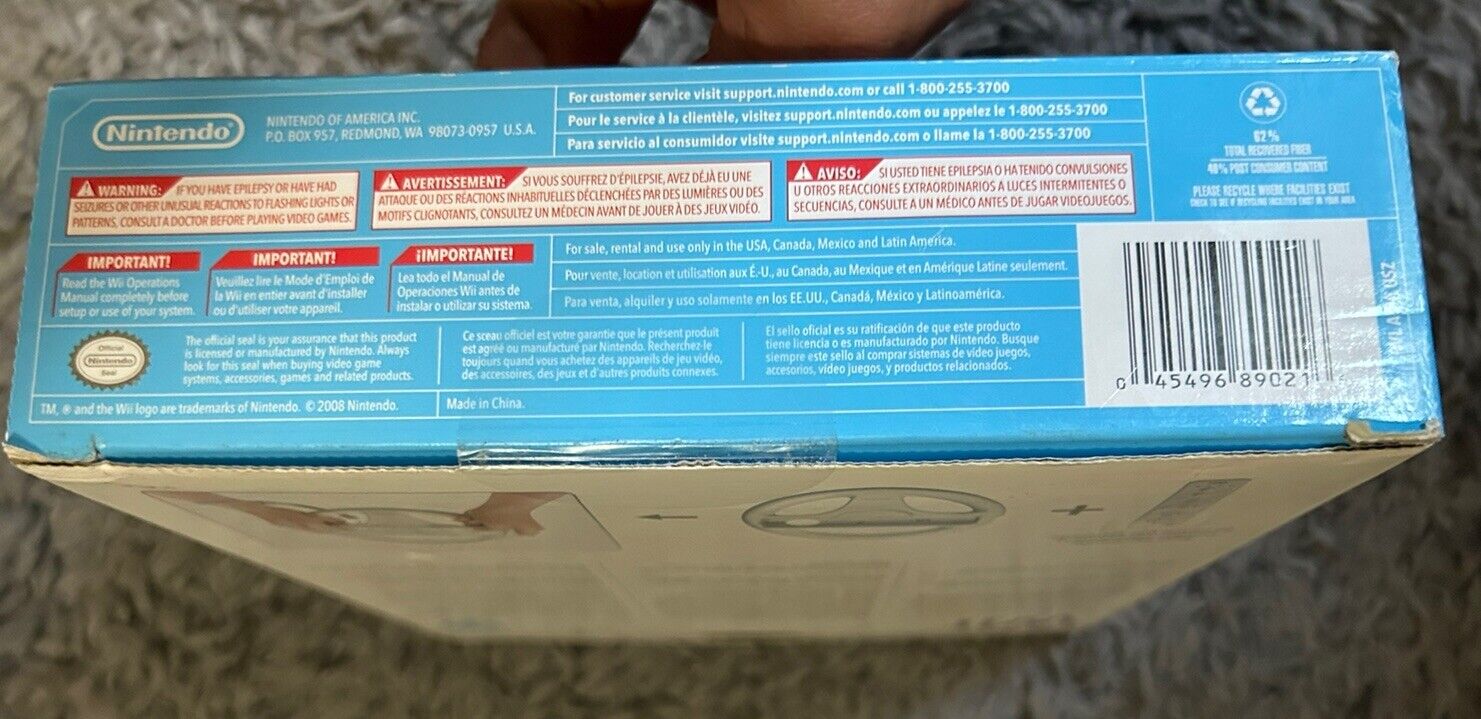 Nintendo
NINTENDO OF AMERICA INC.
P.O. BOX 957, REDMOND, WA 98073-0957 U.S.A.
For customer service visit support.nintendo.com or call 1-800-255-3700
Pour le service à la clientèle, visitez support.nintendo.com ou appelez le 1-800-255-3700
Para servicio al consumidor visite support.nintendo.com o llame la 1-800-255-3700
62%
TOTAL RECOVERED FIBER
40% POST CONSUMER CONTENT
PLEASE RECYCLE WHERE FACILITIES EXIST
CHECK TO SEE IF RECYCLING FACILITIES EXIST IN YOUR AREA
WARNING: IF YOU HAVE EPILEPSY OR HAVE HAD
SEIZURES OR OTHER UNUSUAL REACTIONS TO FLASHING LIGHTS OR
PATTERNS, CONSULT A DOCTOR BEFORE PLAYING VIDEO GAMES.
AVERTISSEMENT: SI VOUS SOUFFREZ D'ÉPILEPSIE, AVEZ DÉJÀ EU UNE
ATTAQUE OU DES RÉACTIONS INHABITUELLES DÉCLENCHÉES PAR DES LUMIÈRES OU DES
MOTIFS CLIGNOTANTS, CONSULTEZ UN MÉDECIN AVANT DE JOUER À DES JEUX VIDÉO.
AVISO: SI USTED TIENE EPILEPSIA O HA TENIDO CONVULSIONES
U OTROS REACCIONES EXTRAORDINARIOS A LUCES INTERMITENTES O
SECUENCIAS, CONSULTE A UN MÉDICO ANTES DE JUGAR VIDEOJUEGOS.
IMPORTANT!
Read the Wii Operations
Manual completely before
setup or use of your system.
IMPORTANT!
Veuillez lire le Mode d'Emploi de
la Wii en entier avant d'installer
ou d'utiliser votre appareil.
¡IMPORTANTE!
Lea todo el Manual de
Operaciones Wii antes de
instalar o utilizar su sistema.
For sale, rental and use only in the USA, Canada, Mexico and Latin America.
Pour vente, location et utilisation aux É.-U., au Canada, au Mexique et en Amérique Latine seulement.
Para venta, alquiler y uso solamente en los EE.UU., Canadá, México y Latinoamérica.
Official
Nintendo
Seal
The official seal is your assurance that this product
is licensed or manufactured by Nintendo. Always
look for this seal when buying video game
systems, accessories, games and related products.
Ce sceau officiel est votre garantie que le présent produit
est agréé ou manufacturé par Nintendo. Recherchez-le
toujours quand vous achetez des appareils de jeu vidéo,
des accessoires, des jeux et d'autres produits connexes.
El sello oficial es su ratificación de que este producto
tiene licencia o es manufacturado por Nintendo. Busque
siempre este sello al comprar sistemas de video juegos,
accesorios, video juegos, y productos relacionados.
0 45496 89021
TM, ® and the Wii logo are trademarks of Nintendo. © 2008 Nintendo.
Made in China.